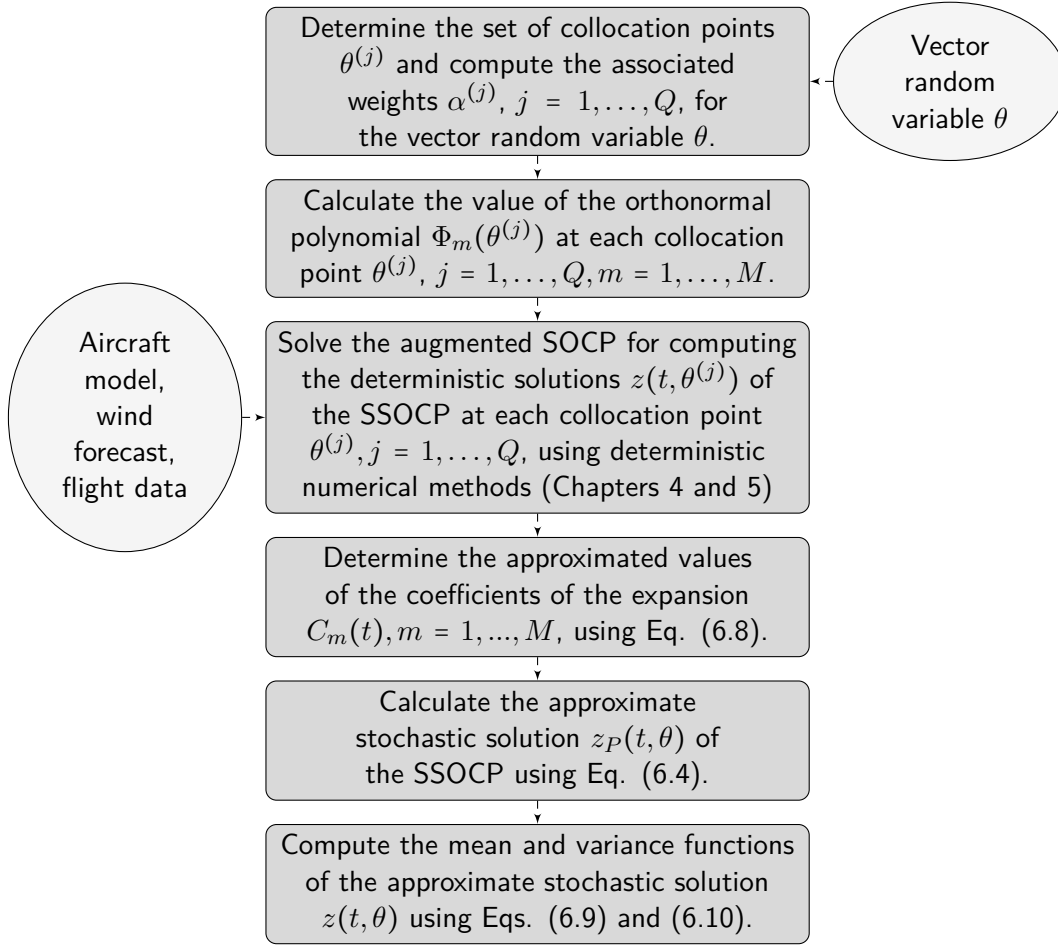 Determine the set of collocation points
θ^{(j)} and compute the associated
weights α^{(j)}, j = 1, . . . , Q, for
the vector random variable θ.
Vector
random
variable θ
Calculate the value of the orthonormal
polynomial Φ_m(θ^{(j)}) at each collocation
point θ^{(j)}, j = 1, . . . , Q, m = 1, . . . , M.
Aircraft
model,
wind
forecast,
flight data
Solve the augmented SOCP for computing
the deterministic solutions z(t, θ^{(j)}) of
the SSOCP at each collocation point
θ^{(j)}, j = 1, . . . , Q, using deterministic
numerical methods (Chapters 4 and 5)
Determine the approximated values
of the coefficients of the expansion
C_m(t), m = 1, ..., M, using Eq. (6.8).
Calculate the approximate
stochastic solution z_P(t, θ) of
the SSOCP using Eq. (6.4).
Compute the mean and variance functions
of the approximate stochastic solution
z(t, θ) using Eqs. (6.9) and (6.10).